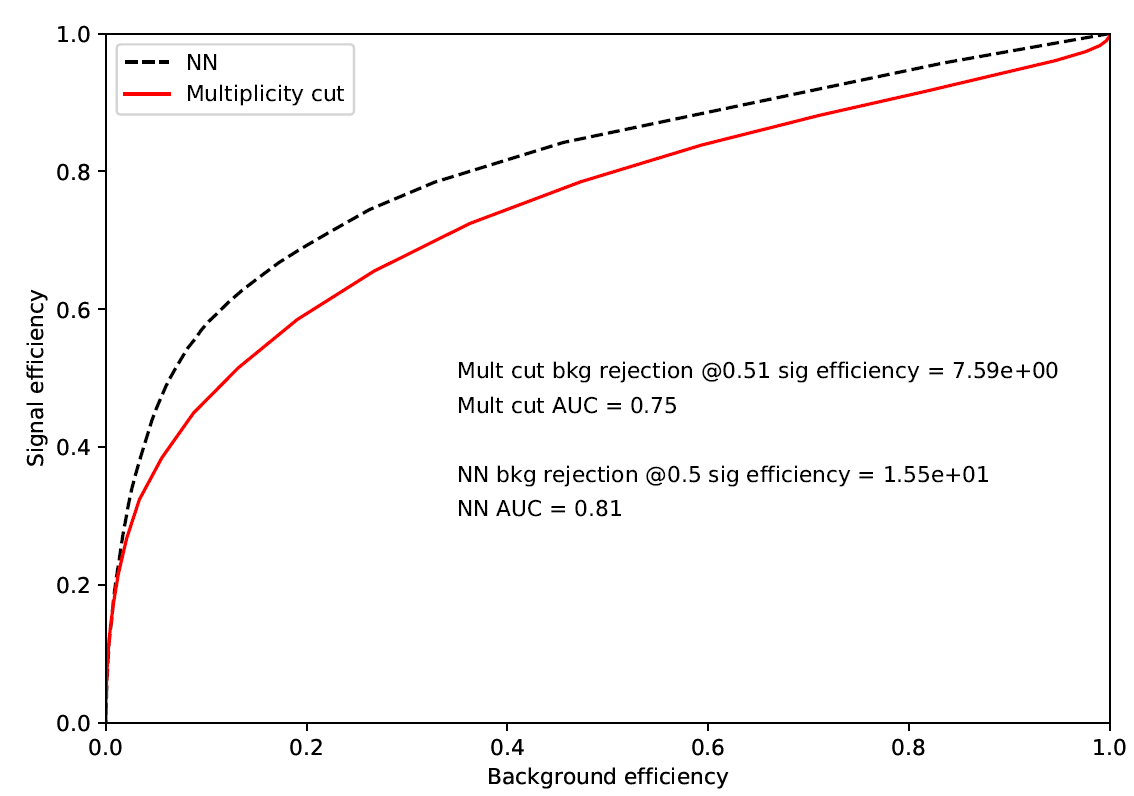 1.0
NN
Multiplicity cut
0.8
0.6
Signal efficiency
Mult cut bkg rejection @0.51 sig efficiency = 7.59e+00
Mult cut AUC = 0.75
0.4
NN bkg rejection @0.5 sig efficiency = 1.55e+01
NN AUC = 0.81
0.2
0.0
0.0 0.2 0.4 0.6 0.8 1.0
Background efficiency